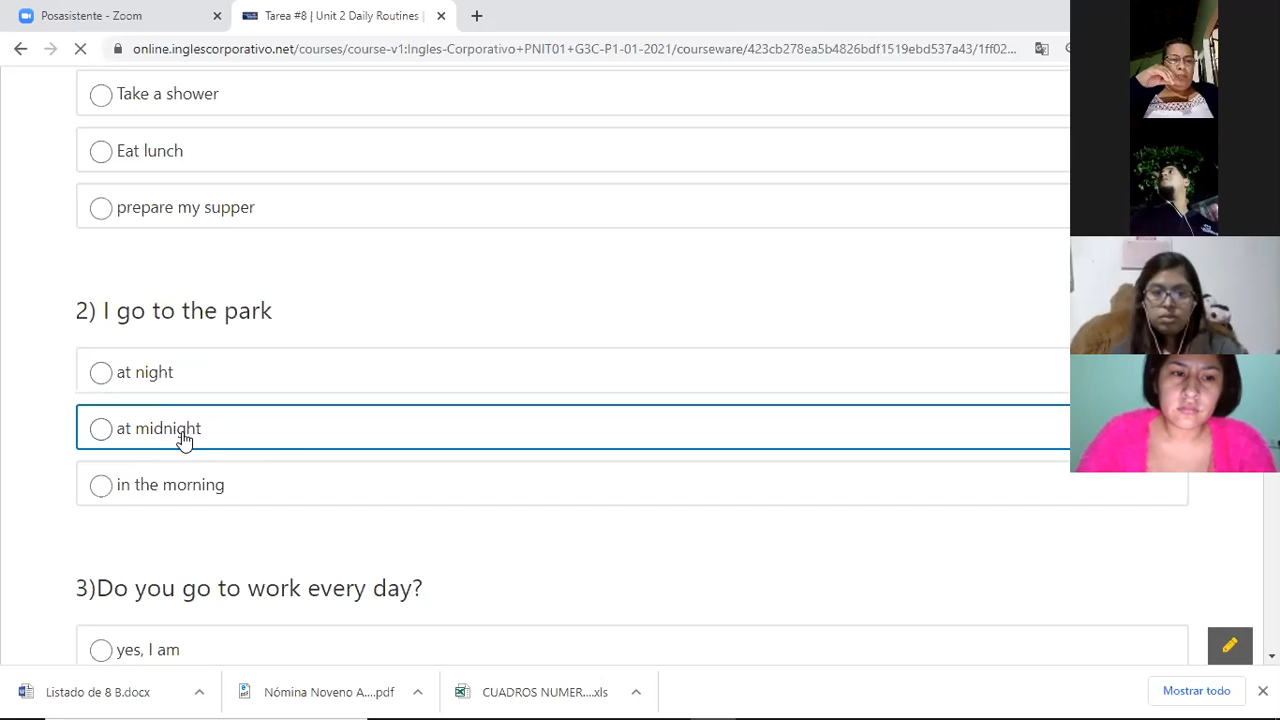 Posasistente - Zoom
Tarea #8 | Unit 2 Daily Routines |
online.inglescorporativo.net/courses/course-v1:Ingles-Corporativo+PNIT01+G3C-P1-01-2021/courseware/423cb278ea5b4826bdf1519ebd537a43/1ff02...
Take a shower
Eat lunch
prepare my supper
2) I go to the park
at night
at midnight
in the morning
3)Do you go to work every day?
yes, I am
Listado de 8 B.docx
Nómina Noveno A....pdf
CUADROS NUMER....xls
Mostrar todo